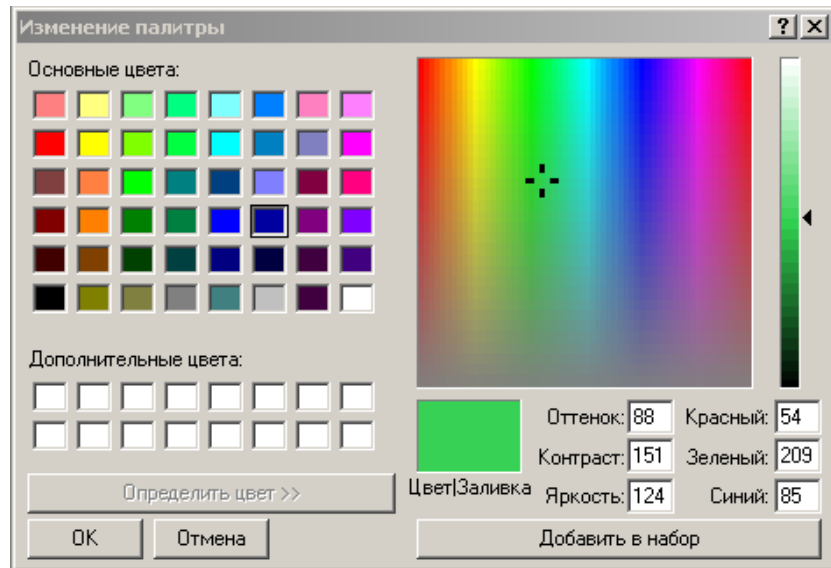 Изменение палитры
Основные цвета:
Дополнительные цвета:
Определить цвет >>
ОК Отмена
Цвет|Заливка
Оттенок: 88 Красный: 54
Контраст: 151 Зеленый: 209
Яркость: 124 Синий: 85
Добавить в набор